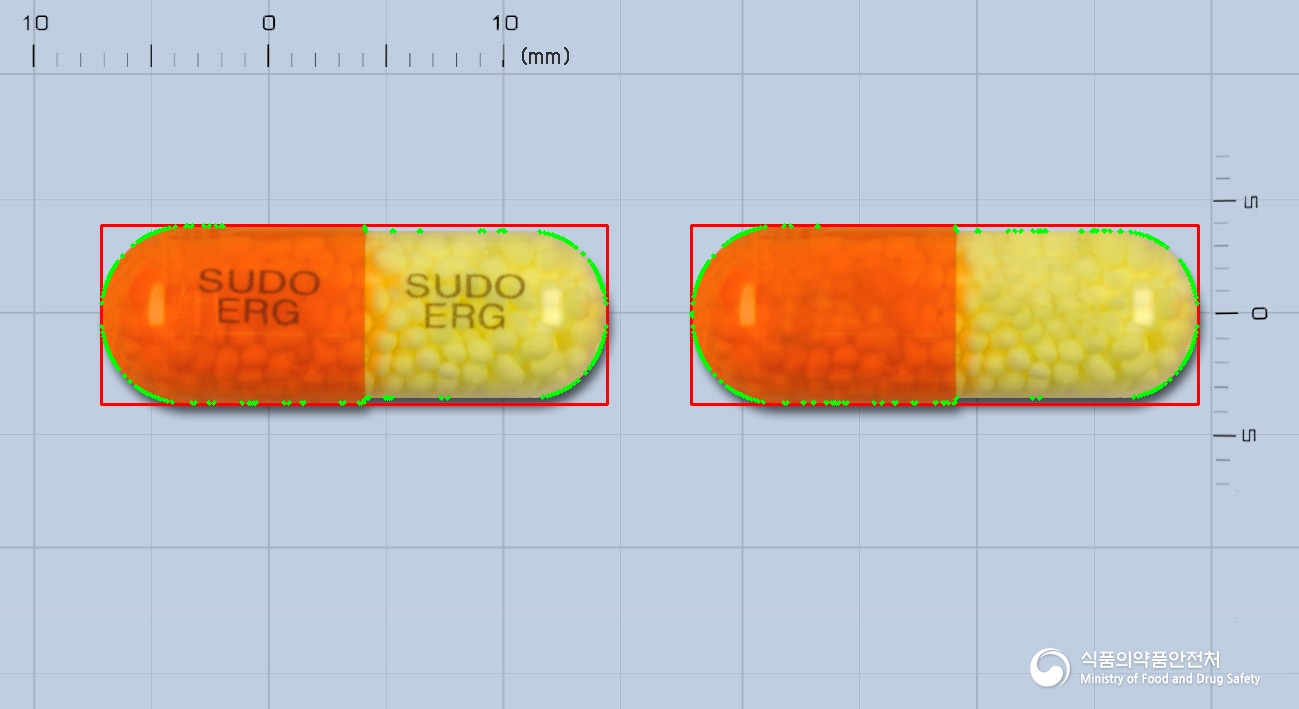 10 0 10
(mm)
SUDO
ERG
SUDO
ERG
5
0
5
식품의약품안전처
Ministry of Food and Drug Safety